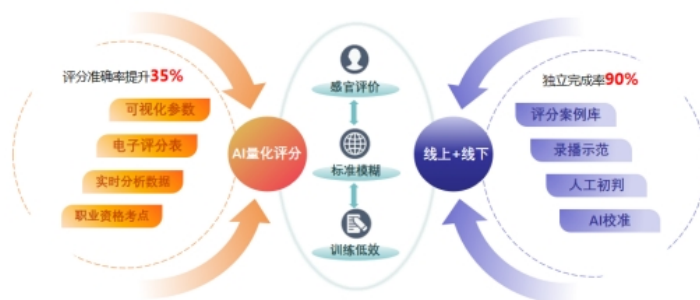 评分准确率提升35%
可视化参数
电子评分表
实时分析数据
职业资格考点
AI量化评分
感官评价
标准模糊
训练低效
线上+线下
独立完成率90%
评分案例库
录播示范
人工初判
AI校准